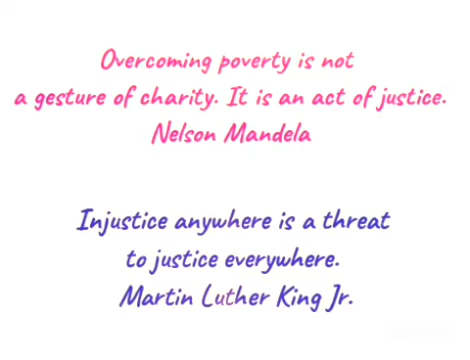 Overcoming poverty is not
a gesture of charity. It is an act of justice.
Nelson Mandela
Injustice anywhere is a threat
to justice everywhere.
Martin Luther King Jr.